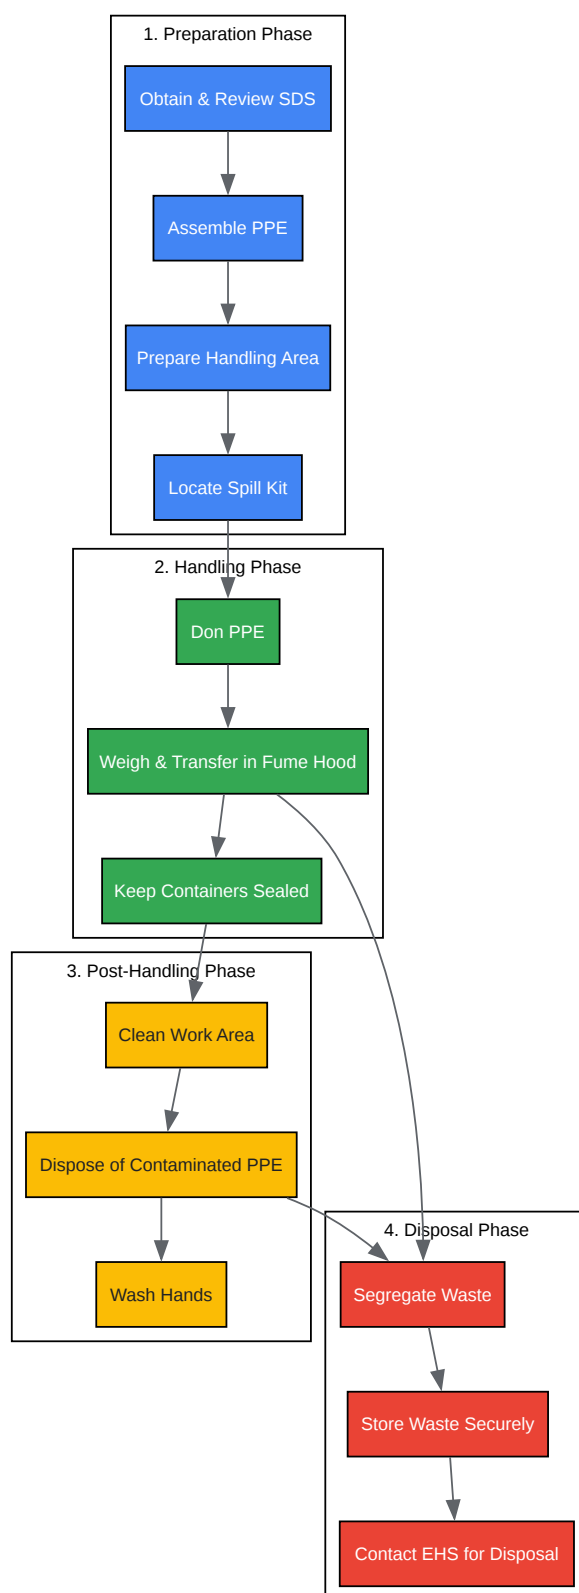 1. Preparation Phase
Obtain & Review SDS
Assemble PPE
Prepare Handling Area
Locate Spill Kit
2. Handling Phase
Don PPE
Weigh & Transfer in Fume Hood
Keep Containers Sealed
3. Post-Handling Phase
Clean Work Area
Dispose of Contaminated PPE
Wash Hands
4. Disposal Phase
Segregate Waste
Store Waste Securely
Contact EHS for Disposal